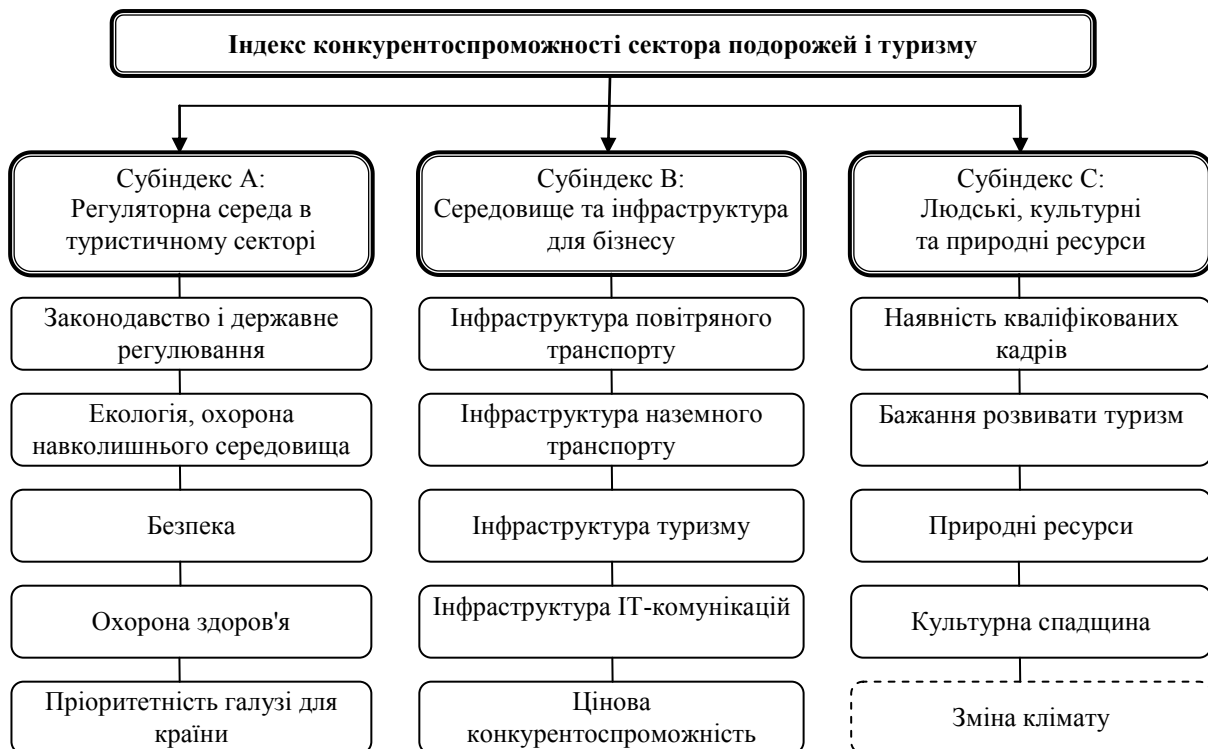 Індекс конкурентоспроможності сектора подорожей і туризму
Субіндекс А:
Регуляторна середа в
туристичному секторі
Законодавство і державне
регулювання
Екологія, охорона
навколишнього середовища
Безпека
Охорона здоров'я
Пріоритетність галузі для
країни
Субіндекс В:
Середовище та інфраструктура
для бізнесу
Інфраструктура повітряного
транспорту
Інфраструктура наземного
транспорту
Інфраструктура туризму
Інфраструктура ІТ-комунікацій
Цінова
конкурентоспроможність
Субіндекс С:
Людські, культурні
та природні ресурси
Наявність кваліфікованих
кадрів
Бажання розвивати туризм
Природні ресурси
Культурна спадщина
Зміна клімату